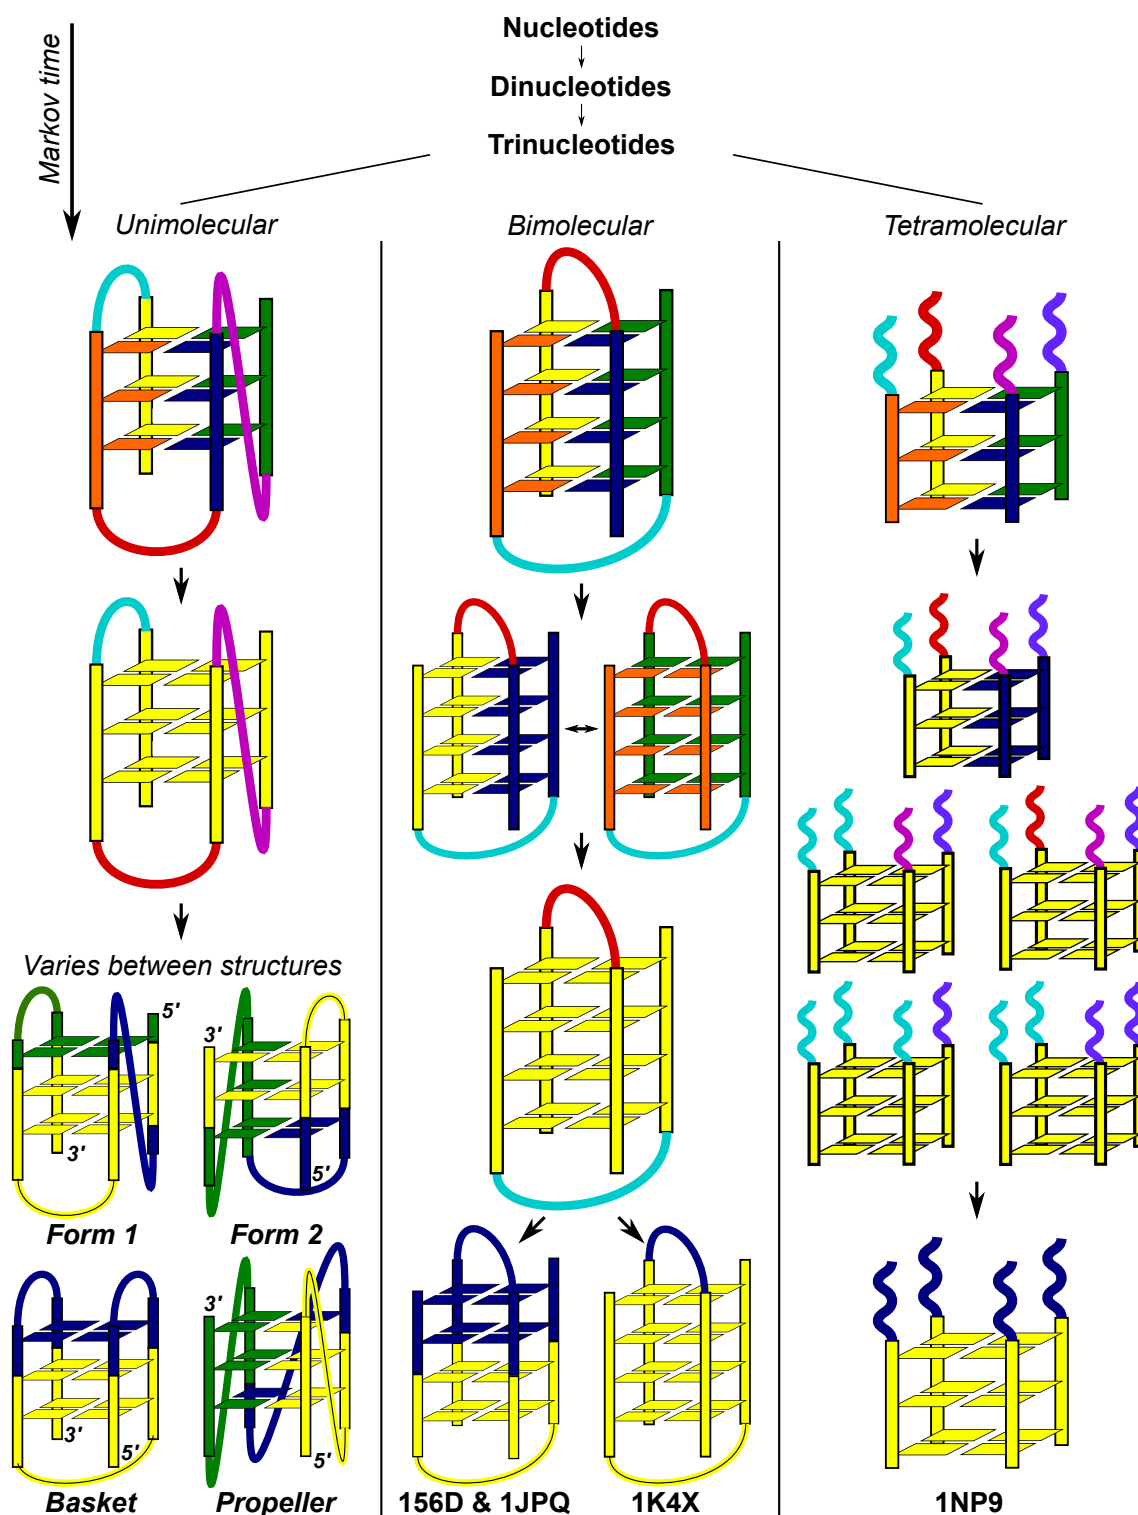 Markov time
Nucleotides
Dinucleotides
Trinucleotides
Unimolecular
Bimolecular
Tetramolecular
Varies between structures
5'
3'
3'
5'
Form 1
Form 2
3'
3'
5'
5'
Basket
Propeller
156D & 1JPQ
1K4X
1NP9